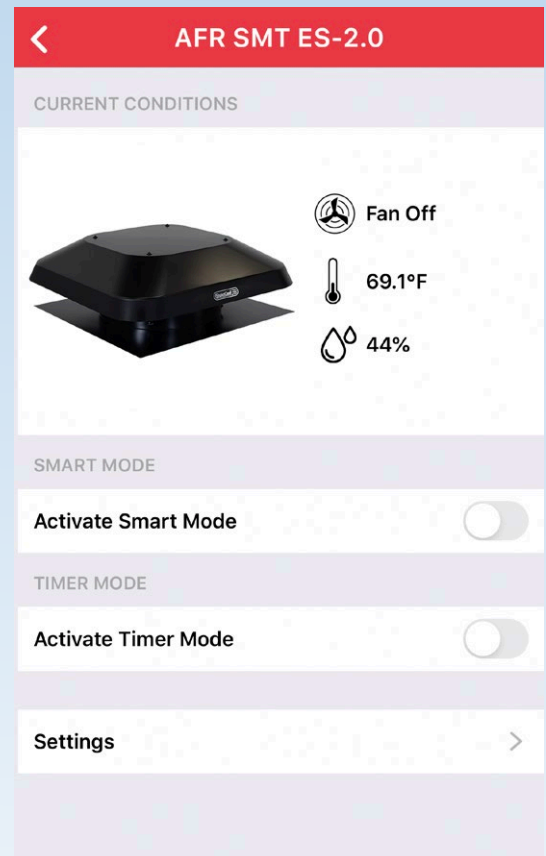 AFR SMT ES-2.0
CURRENT CONDITIONS
Fan Off
69.1°F
44%
SMART MODE
Activate Smart Mode
TIMER MODE
Activate Timer Mode
Settings